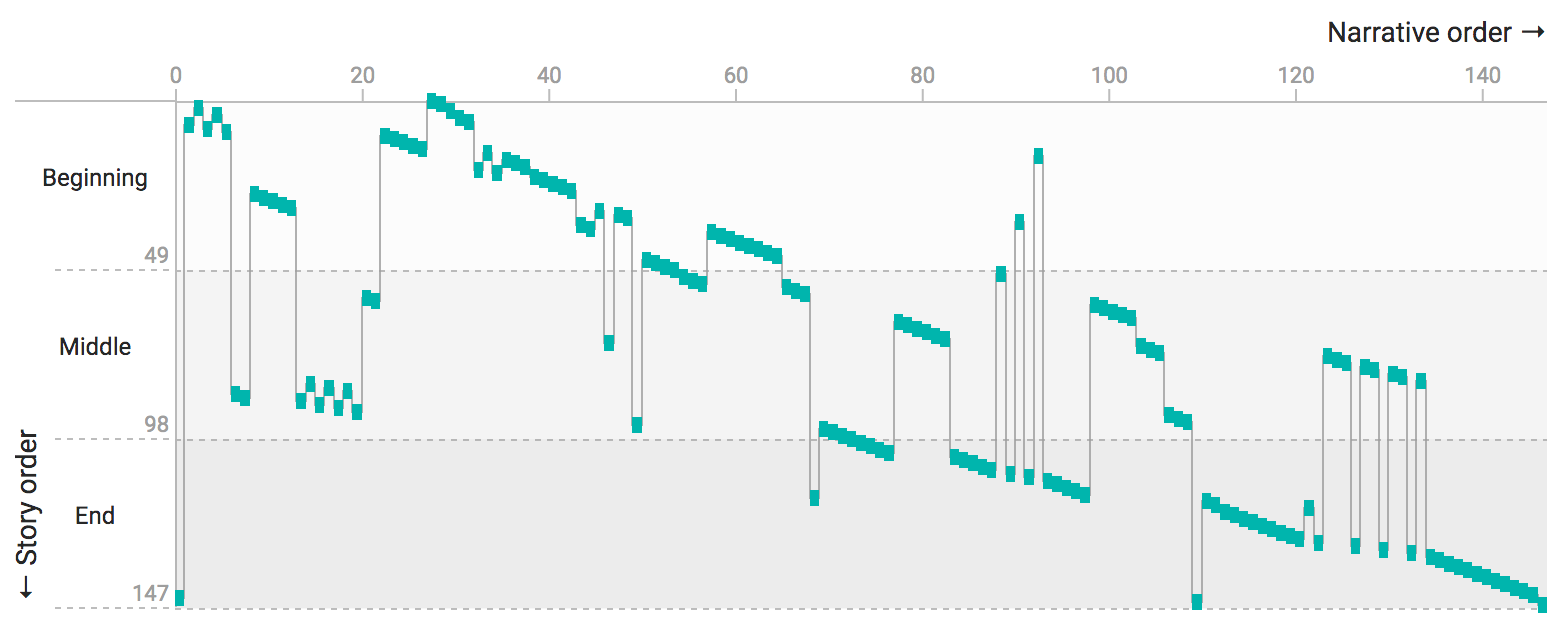 Narrative order →
0 20 40 60 80 100 120 140
Beginning
49
Middle
98
End
147
← Story order